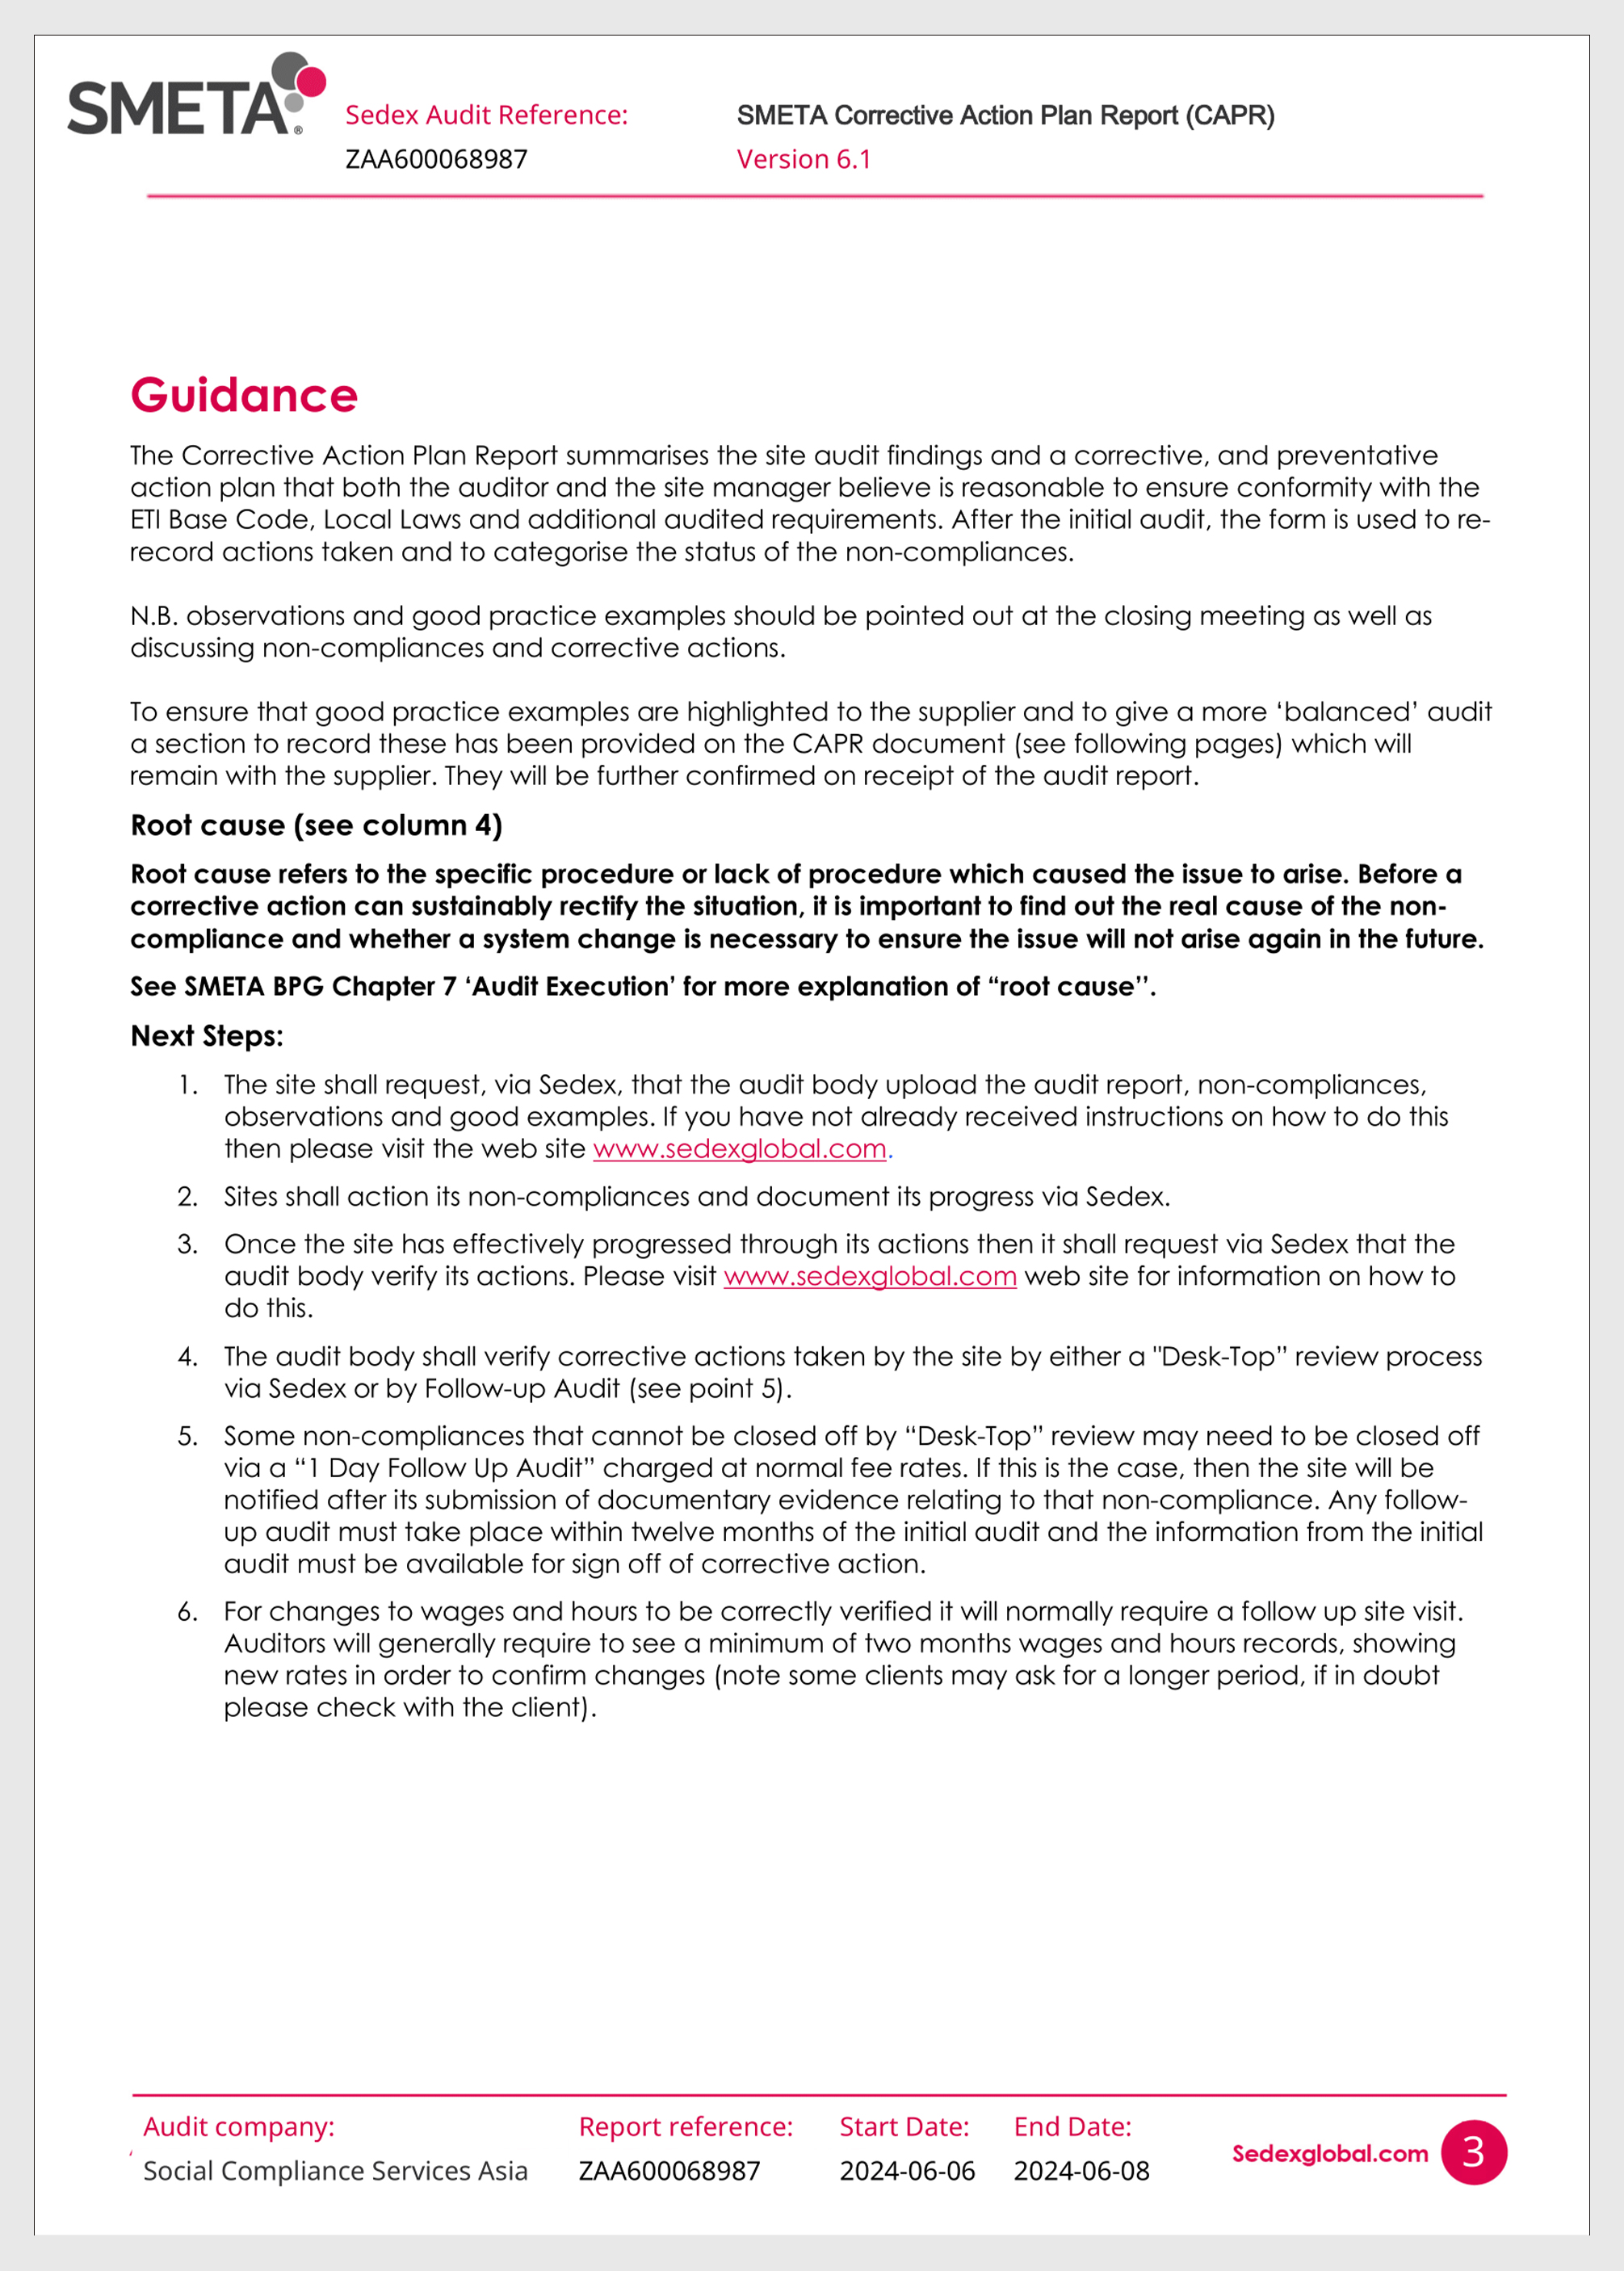 SMETA®
Sedex Audit Reference:
SMETA Corrective Action Plan Report (CAPR)
ZAA600068987
Version 6.1
Guidance
The Corrective Action Plan Report summarises the site audit findings and a corrective, and preventative
action plan that both the auditor and the site manager believe is reasonable to ensure conformity with the
ETI Base Code, Local Laws and additional audited requirements. After the initial audit, the form is used to re-
record actions taken and to categorise the status of the non-compliances.
N.B. observations and good practice examples should be pointed out at the closing meeting as well as
discussing non-compliances and corrective actions.
To ensure that good practice examples are highlighted to the supplier and to give a more ‘balanced’ audit
a section to record these has been provided on the CAPR document (see following pages) which will
remain with the supplier. They will be further confirmed on receipt of the audit report.
Root cause (see column 4)
Root cause refers to the specific procedure or lack of procedure which caused the issue to arise. Before a
corrective action can sustainably rectify the situation, it is important to find out the real cause of the non-
compliance and whether a system change is necessary to ensure the issue will not arise again in the future.
See SMETA BPG Chapter 7 ‘Audit Execution’ for more explanation of “root cause’’.
Next Steps:
1. The site shall request, via Sedex, that the audit body upload the audit report, non-compliances,
observations and good examples. If you have not already received instructions on how to do this
then please visit the web site www.sedexglobal.com.
2. Sites shall action its non-compliances and document its progress via Sedex.
3. Once the site has effectively progressed through its actions then it shall request via Sedex that the
audit body verify its actions. Please visit www.sedexglobal.com web site for information on how to
do this.
4. The audit body shall verify corrective actions taken by the site by either a "Desk-Top” review process
via Sedex or by Follow-up Audit (see point 5).
5. Some non-compliances that cannot be closed off by “Desk-Top” review may need to be closed off
via a “1 Day Follow Up Audit” charged at normal fee rates. If this is the case, then the site will be
notified after its submission of documentary evidence relating to that non-compliance. Any follow-
up audit must take place within twelve months of the initial audit and the information from the initial
audit must be available for sign off of corrective action.
6. For changes to wages and hours to be correctly verified it will normally require a follow up site visit.
Auditors will generally require to see a minimum of two months wages and hours records, showing
new rates in order to confirm changes (note some clients may ask for a longer period, if in doubt
please check with the client).
Audit company:
Report reference:
Start Date:
End Date:
Social Compliance Services Asia
ZAA600068987
2024-06-06
2024-06-08
Sedexglobal.com
3